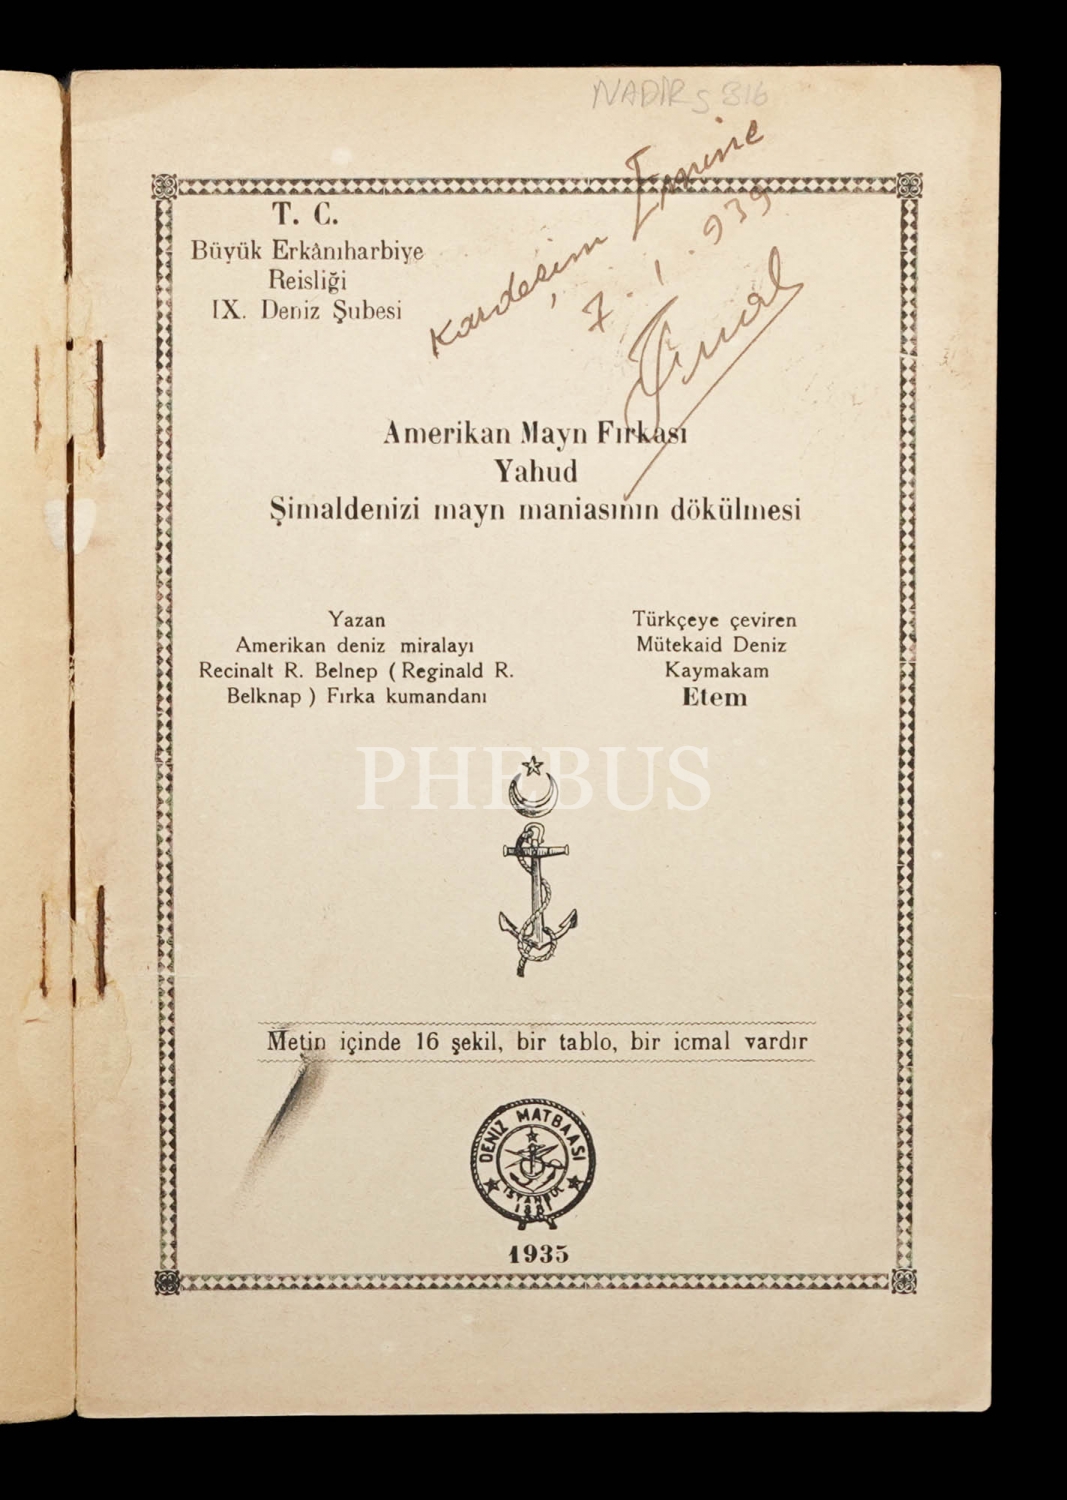 NADİR
Kardeşim Emine
7.1.939
T. C.
Büyük Erkânıharbiye
Reisliği
IX. Deniz Şubesi
Amerikan Mayn Fırkası
Yahud
Şimaldenizi mayn maniasının dökülmesi
Yazan
Amerikan deniz miralayı
Recinalt R. Belnep ( Reginald R.
Belknap ) Fırka kumandanı
Türkçeye çeviren
Mütekaid Deniz
Kaymakam
Etem
PHEBUS
Metin içinde 16 şekil, bir tablo, bir icmal vardır
DENİZ MATBAASI
İSTANBUL
1935